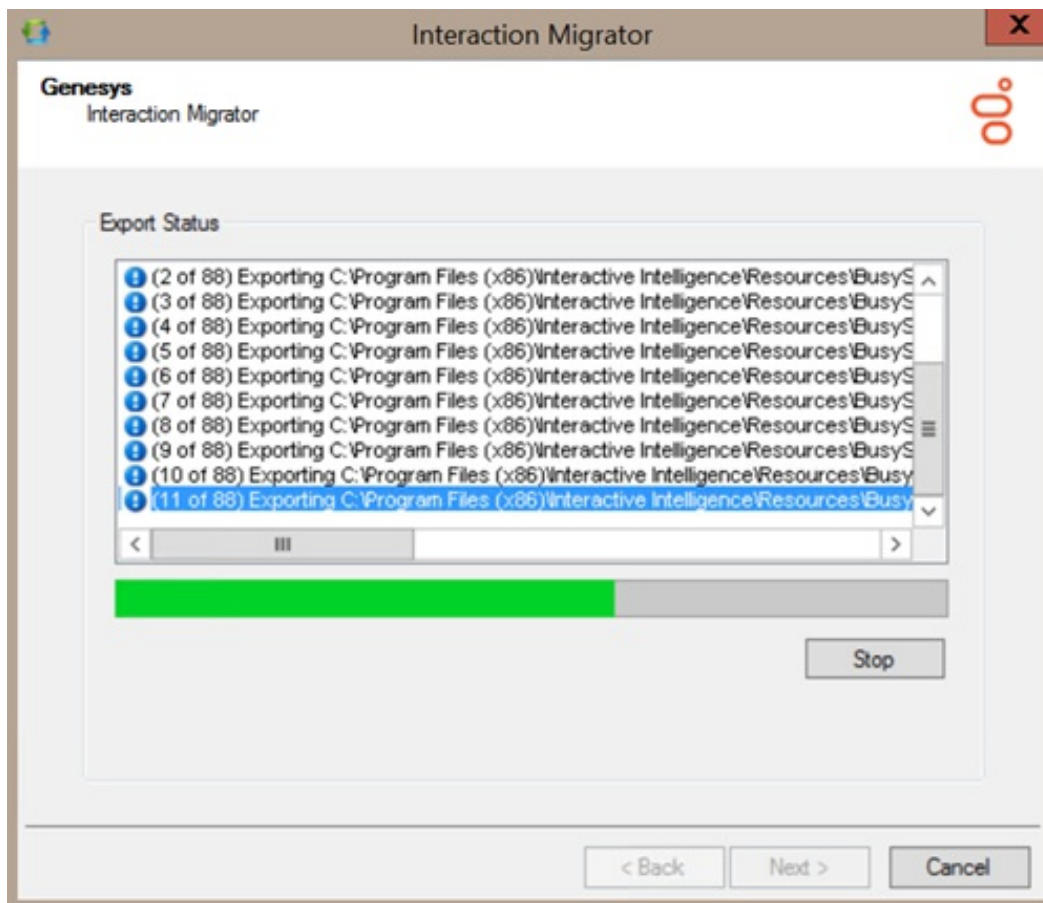 Interaction Migrator
X
Genesys
Interaction Migrator
Export Status
(2 of 88) Exporting C:\Program Files (x86)\Interactive Intelligence\Resources\BusyS
(3 of 88) Exporting C:\Program Files (x86)\Interactive Intelligence\Resources\BusyS
(4 of 88) Exporting C:\Program Files (x86)\Interactive Intelligence\Resources\BusyS
(5 of 88) Exporting C:\Program Files (x86)\Interactive Intelligence\Resources\BusyS
(6 of 88) Exporting C:\Program Files (x86)\Interactive Intelligence\Resources\BusyS
(7 of 88) Exporting C:\Program Files (x86)\Interactive Intelligence\Resources\BusyS
(8 of 88) Exporting C:\Program Files (x86)\Interactive Intelligence\Resources\BusyS
(9 of 88) Exporting C:\Program Files (x86)\Interactive Intelligence\Resources\BusyS
(10 of 88) Exporting C:\Program Files (x86)\Interactive Intelligence\Resources\Busy
(11 of 88) Exporting C:\Program Files (x86)\Interactive Intelligence\Resources\Busy
Stop
< Back Next > Cancel